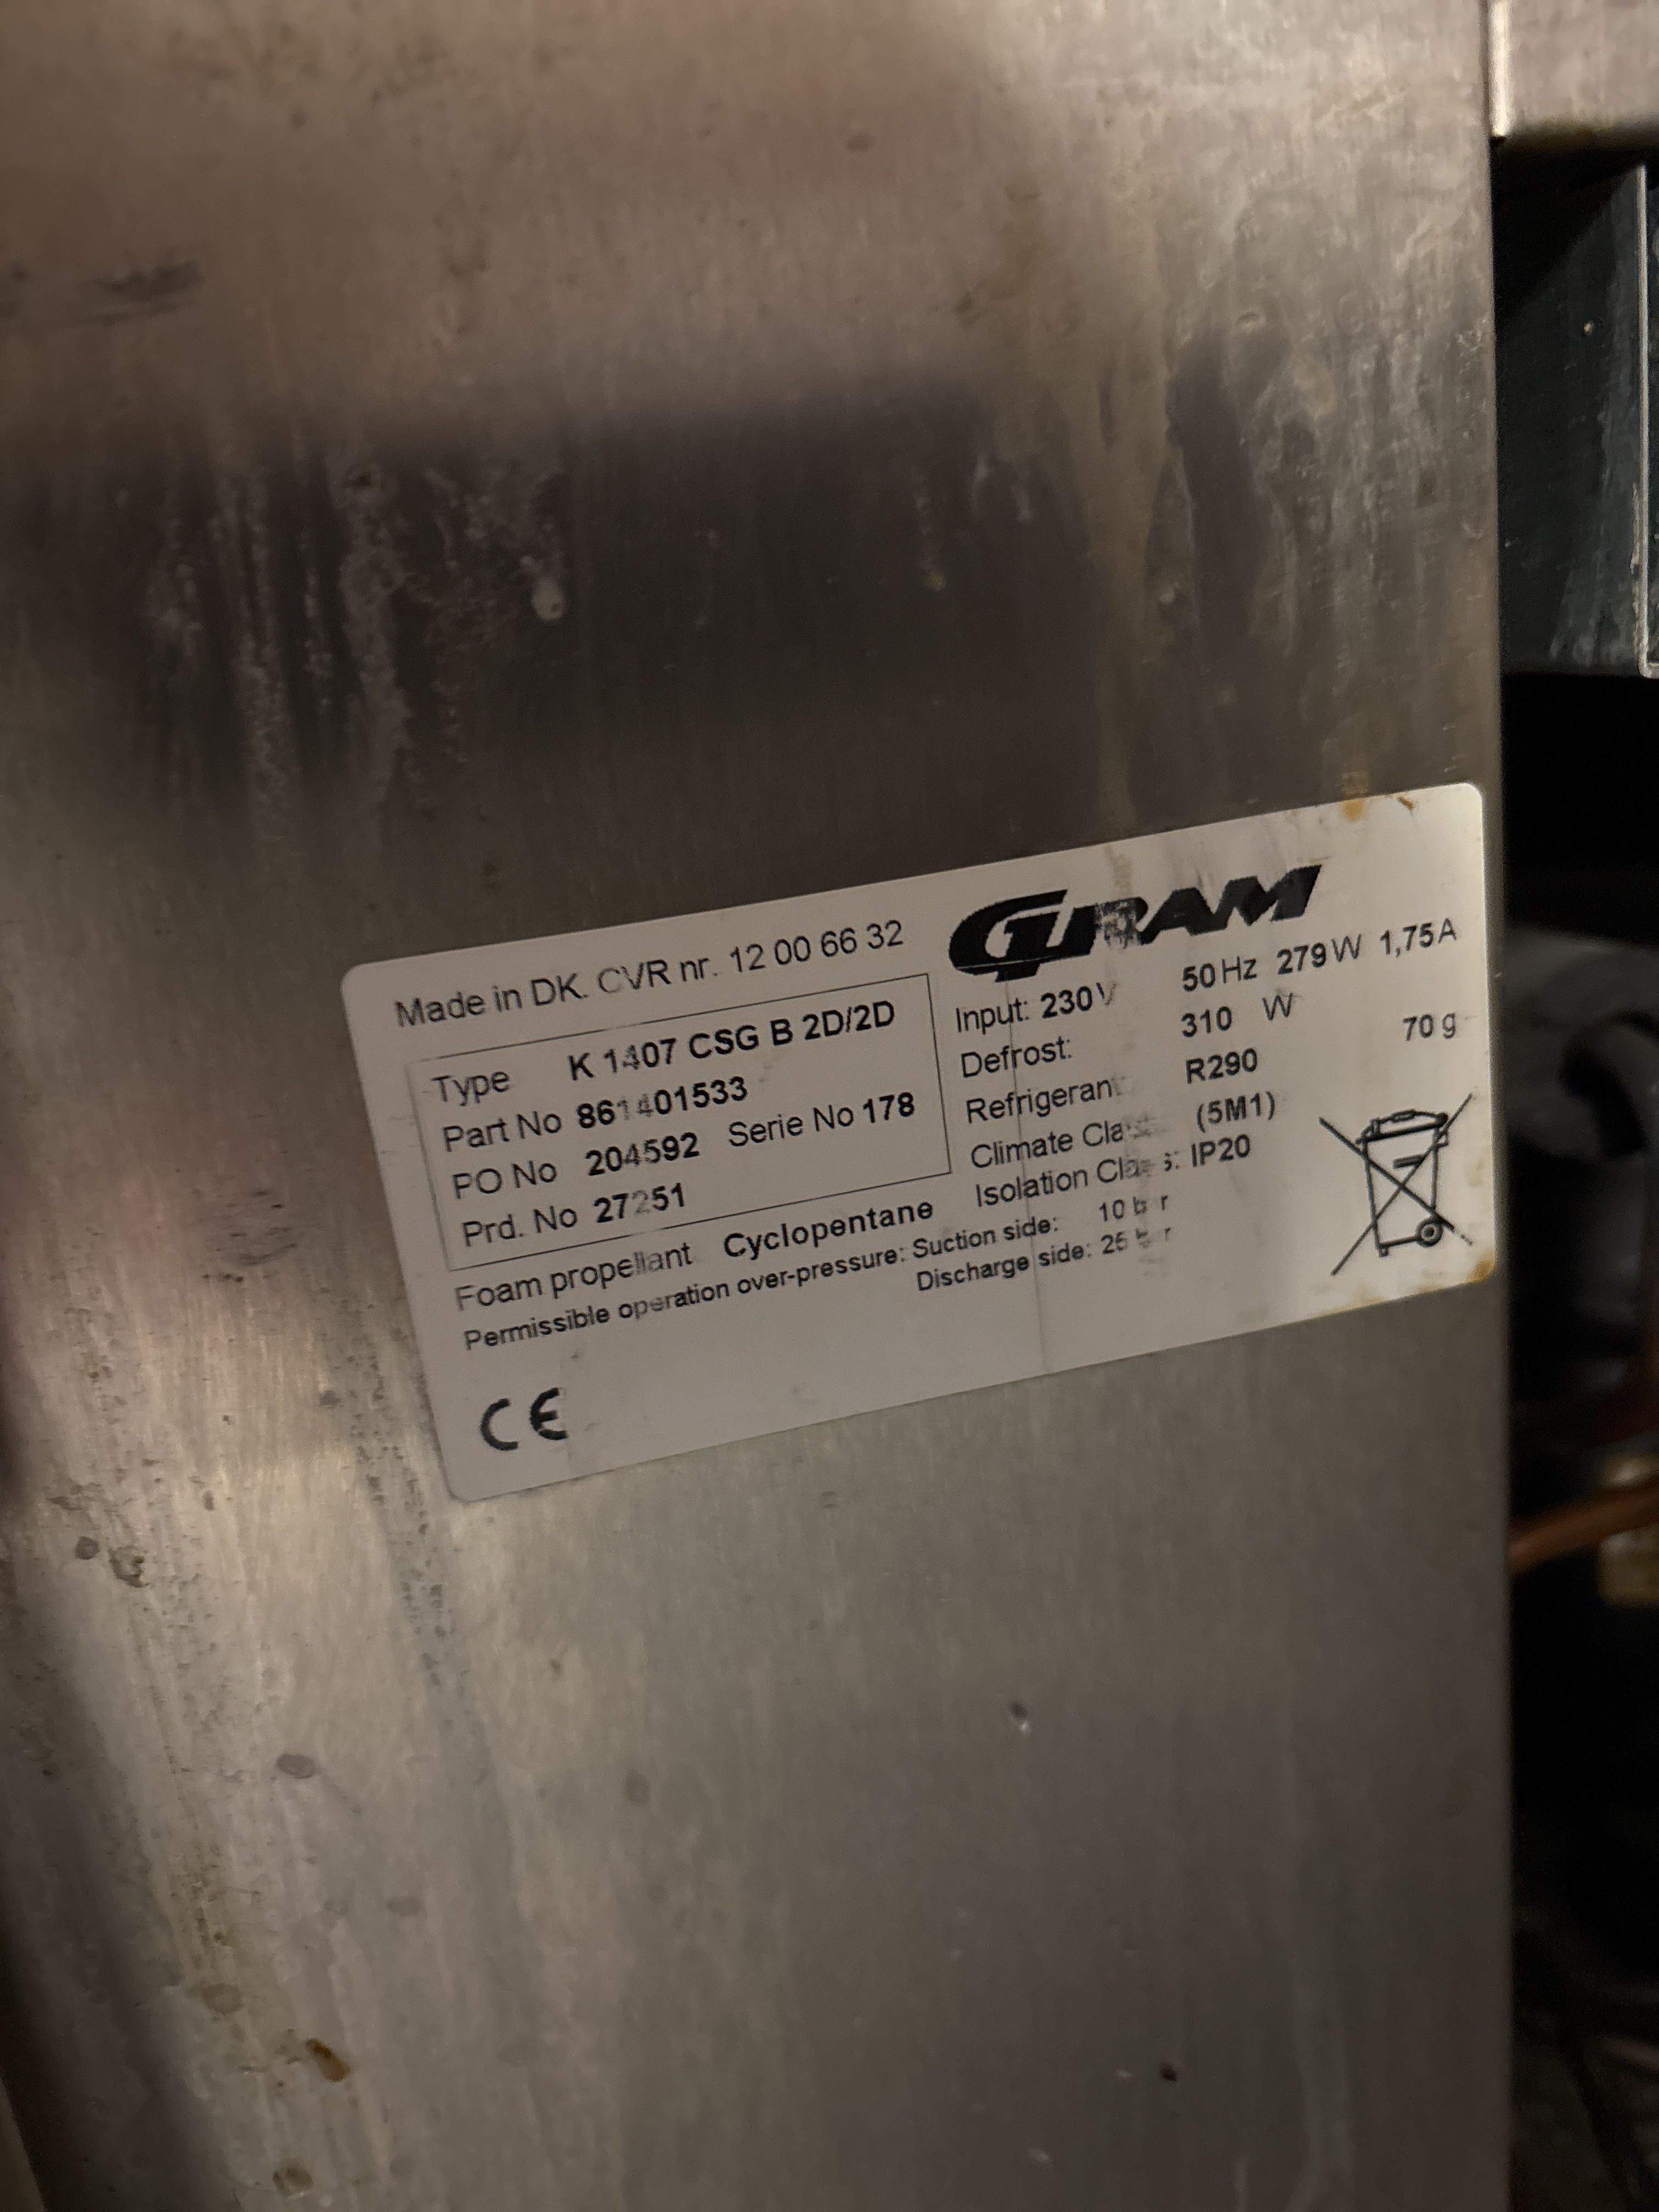 Made in DK. CVR nr. 12 00 66 32
GRAM
Type K 1407 CSG B 2D/2D
Part No 861401533
PO No 204592 Serie No 178
Prd. No 27251
Input: 230V 50Hz 279W 1,75A
Defrost: 310 W
Refrigerant R290 70 g
Climate Class (5M1)
Isolation Class: IP20
Foam propellant Cyclopentane
Permissible operation over-pressure: Suction side: 10 bar
Discharge side: 25 bar
CE